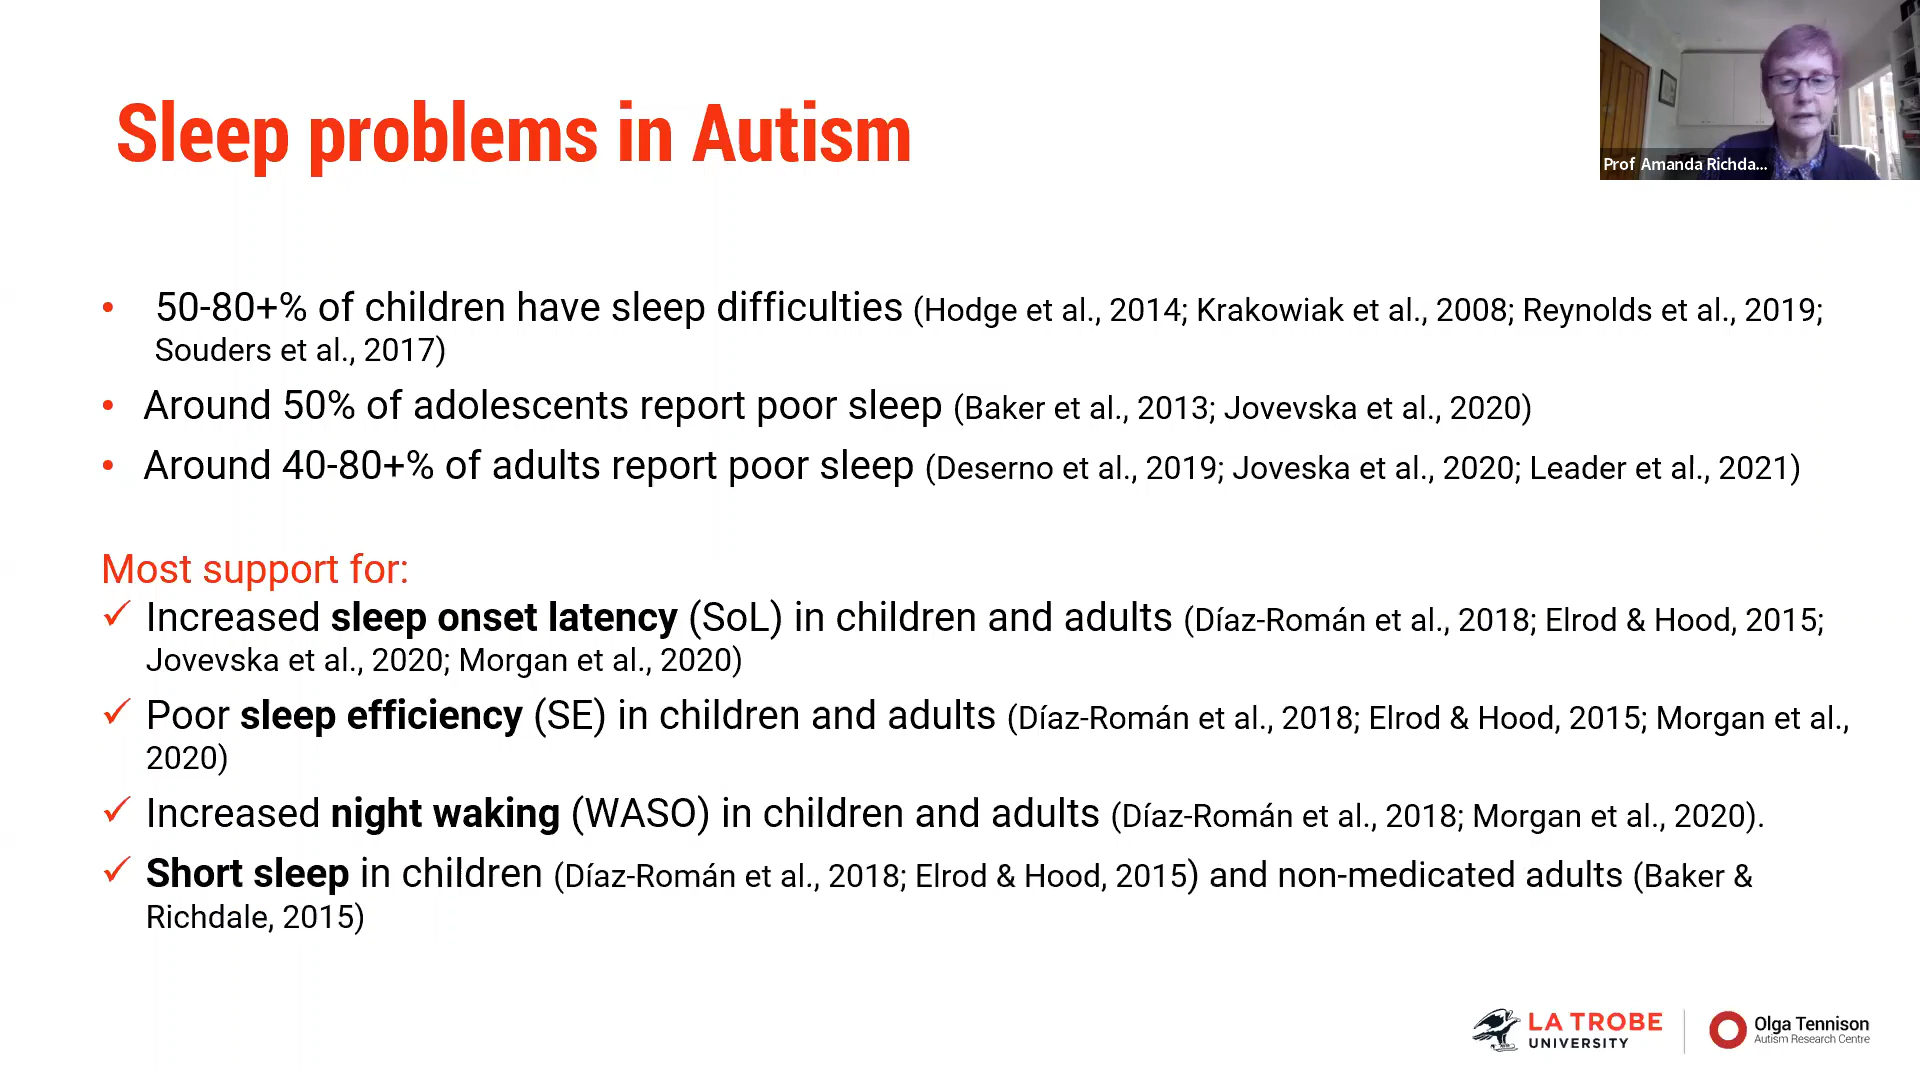 Sleep problems in Autism
Prof Amanda Richda...
• 50-80+% of children have sleep difficulties (Hodge et al., 2014; Krakowiak et al., 2008; Reynolds et al., 2019;
Souders et al., 2017)
• Around 50% of adolescents report poor sleep (Baker et al., 2013; Jovevska et al., 2020)
• Around 40-80+% of adults report poor sleep (Deserno et al., 2019; Joveska et al., 2020; Leader et al., 2021)
Most support for:
✓ Increased sleep onset latency (SoL) in children and adults (Díaz-Román et al., 2018; Elrod & Hood, 2015;
Jovevska et al., 2020; Morgan et al., 2020)
✓ Poor sleep efficiency (SE) in children and adults (Díaz-Román et al., 2018; Elrod & Hood, 2015; Morgan et al.,
2020)
✓ Increased night waking (WASO) in children and adults (Díaz-Román et al., 2018; Morgan et al., 2020).
✓ Short sleep in children (Díaz-Román et al., 2018; Elrod & Hood, 2015) and non-medicated adults (Baker &
Richdale, 2015)
LA TROBE
UNIVERSITY
Olga Tennison
Autism Research Centre